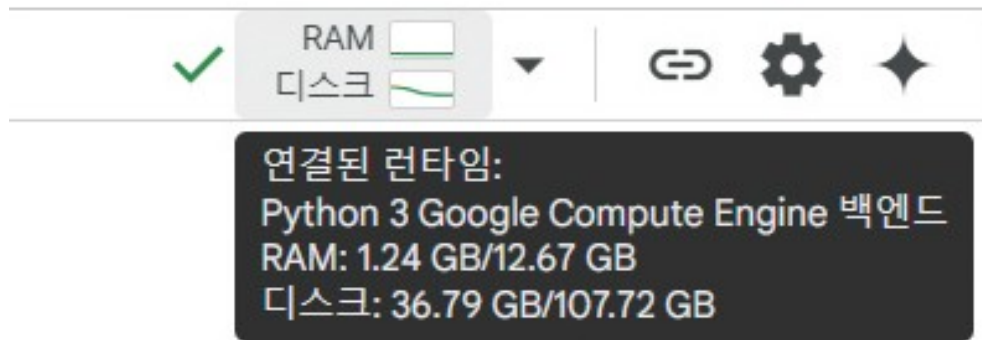 RAM
디스크
연결된 런타임:
Python 3 Google Compute Engine 백엔드
RAM: 1.24 GB/12.67 GB
디스크: 36.79 GB/107.72 GB